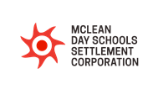 MCLEAN
DAY SCHOOLS
SETTLEMENT
CORPORATION